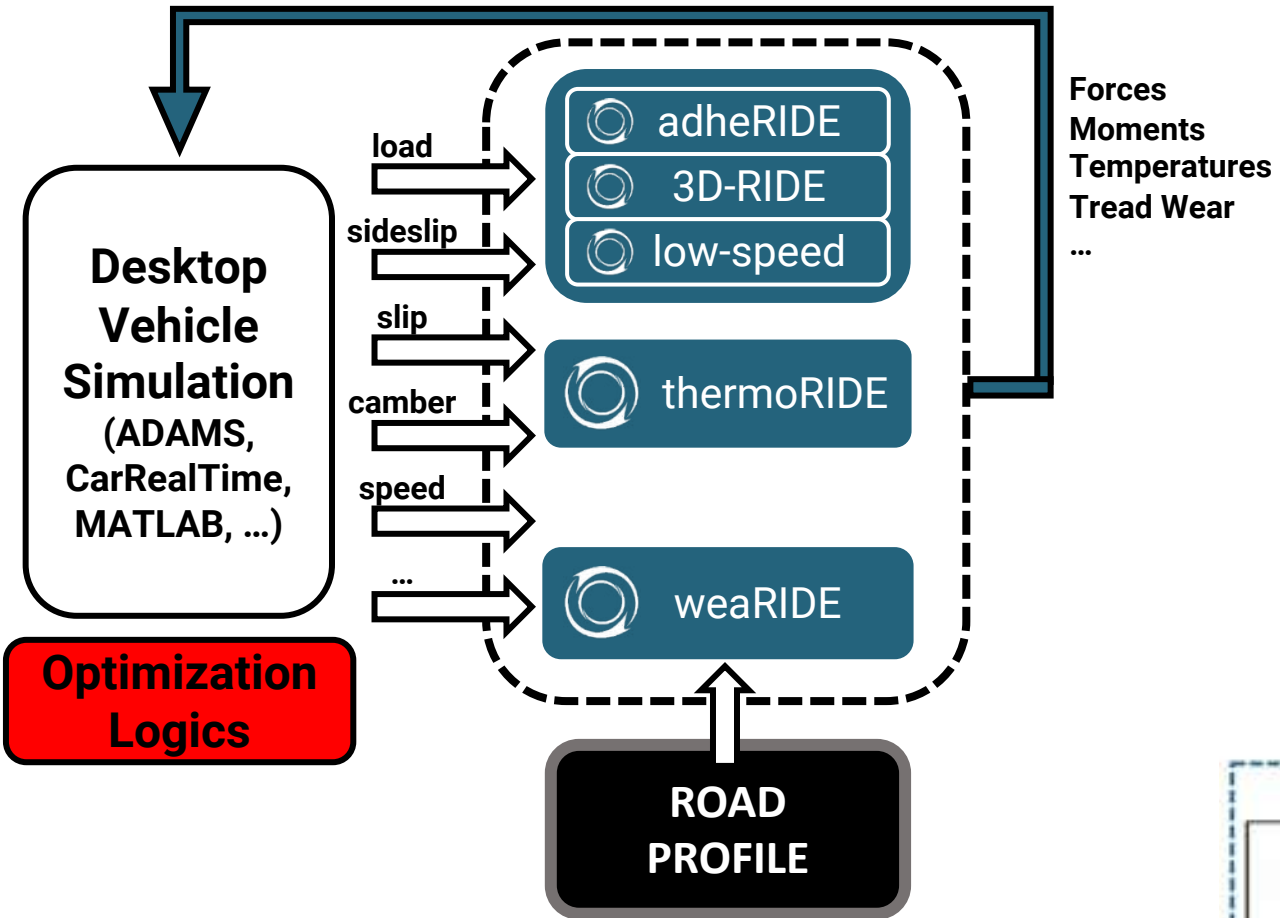 Desktop
Vehicle
Simulation
(ADAMS,
CarRealTime,
MATLAB, …)
Optimization
Logics
load
sideslip
slip
camber
speed
…
adheRIDE
3D-RIDE
low-speed
thermoRIDE
weaRIDE
ROAD
PROFILE
Forces
Moments
Temperatures
Tread Wear
…